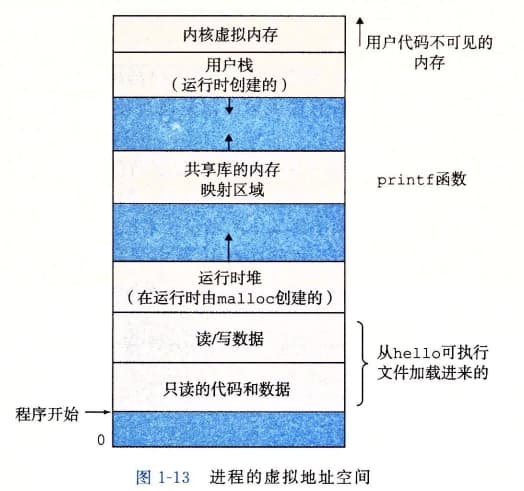 内核虚拟内存
用户代码不可见的
内存
用户栈
（运行时创建的）
共享库的内存
映射区域
printf函数
运行时堆
（在运行时由malloc创建的）
读/写数据
从hello可执行
文件加载进来的
只读的代码和数据
程序开始
0
图 1-13 进程的虚拟地址空间